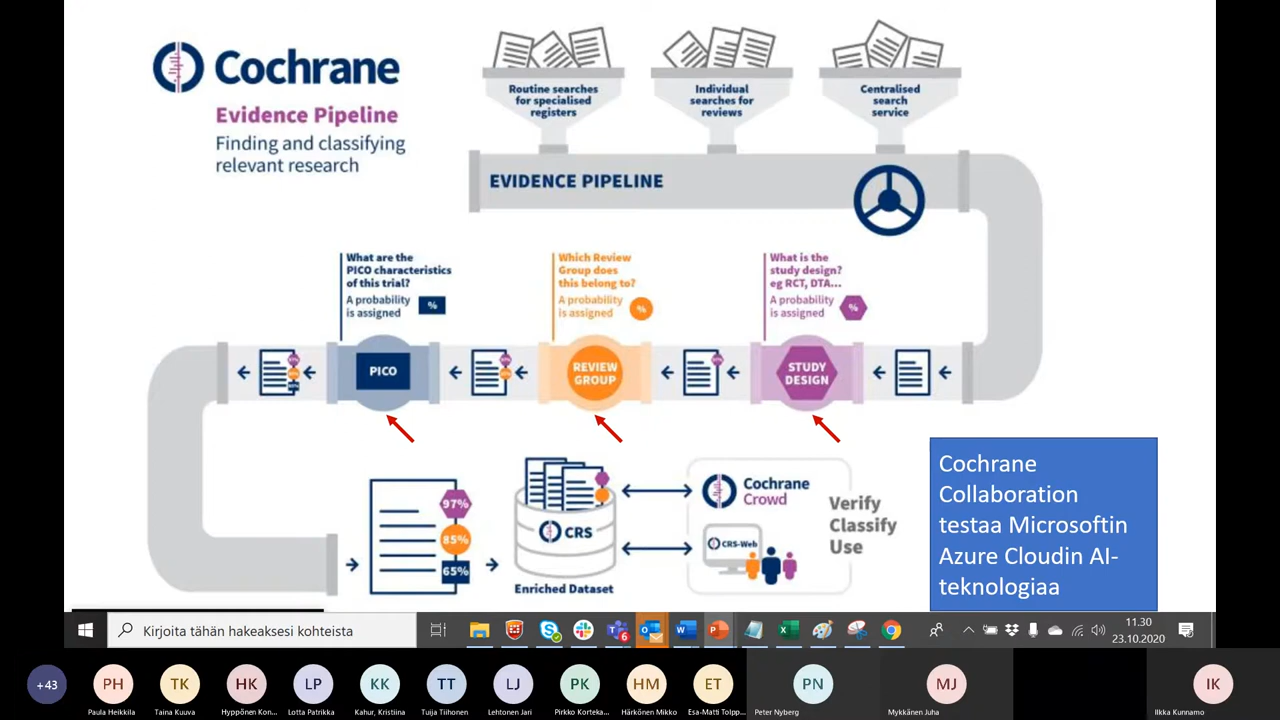 Cochrane
Evidence Pipeline
Finding and classifying
relevant research
Routine searches
for specialised
registers
Individual
searches for
reviews
Centralised
search
service
EVIDENCE PIPELINE
What are the
PICO characteristics
of this trial?
A probability
is assigned
%
Which Review
Group does
this belong to?
A probability
is assigned
%
What is the
study design?
eg RCT, DTA...
A probability
is assigned
%
PICO
REVIEW
GROUP
STUDY
DESIGN
97%
85%
65%
CRS
Enriched Dataset
Cochrane
Crowd
CRS-Web
Verify
Classify
Use
Cochrane
Collaboration
testaa Microsoftin
Azure Cloudin AI-
teknologiaa
Kirjoita tähän hakeaksesi kohteista
6
11.30
23.10.2020
+43
PH
TK
HK
LP
KK
TT
LJ
PK
HM
ET
PN
MJ
IK
Paula Heikkila
Taina Kuuva
Hyppönen Kon...
Lotta Patrikka
Kahur, Kristiina
Tuija Tiihonen
Lehtonen Jari
Pirkko Korteka...
Härkönen Mikko
Esa-Matti Tolpp...
Peter Nyberg
Mykkänen Juha
Ilkka Kunnamo